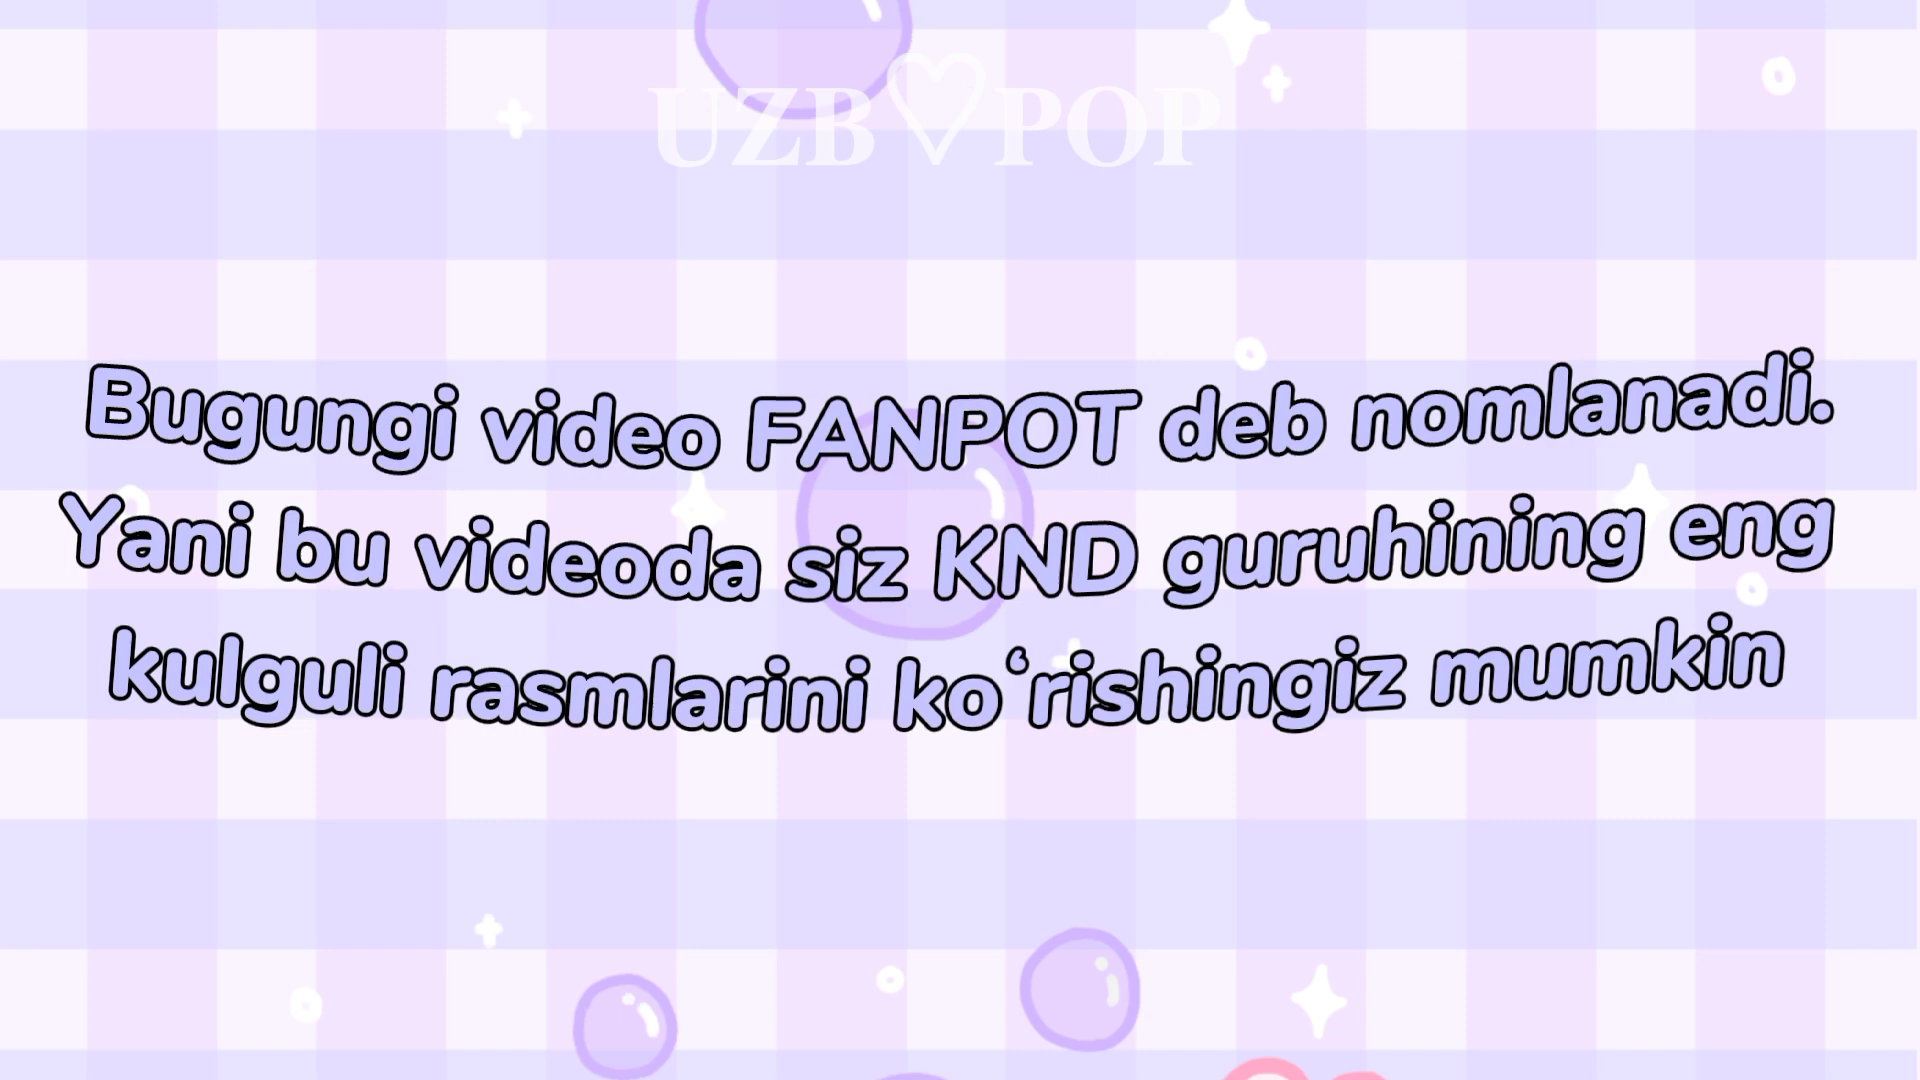 UZB♡POP
Bugungi video FANPOT deb nomlanadi.
Yani bu videoda siz KND guruhining eng
kulguli rasmlarini koʻrishingiz mumkin